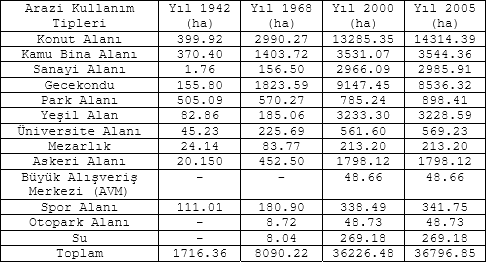 Arazi Kullanım Yıl 1942 Yıl 1968 Yıl 2000 Yıl 2005
Tipleri (ha) (ha) (ha) (ha)
Konut Alanı 399.92 2990.27 13285.35 14314.39
Kamu Bina Alanı 370.40 1403.72 3531.07 3544.36
Sanayi Alanı 1.76 156.50 2966.09 2985.91
Gecekondu 155.80 1823.59 9147.45 8536.32
Park Alanı 505.09 570.27 785.24 898.41
Yeşil Alan 82.86 185.06 3233.30 3228.59
Üniversite Alanı 45.23 225.69 561.60 569.23
Mezarlık 24.14 83.77 213.20 213.20
Askeri Alanı 20.150 452.50 1798.12 1798.12
Büyük Alışveriş - - 48.66 48.66
Merkezi (AVM)
Spor Alanı 111.01 180.90 338.49 341.75
Otopark Alanı - 8.72 48.73 48.73
Su - 8.04 269.18 269.18
Toplam 1716.36 8090.22 36226.48 36796.85